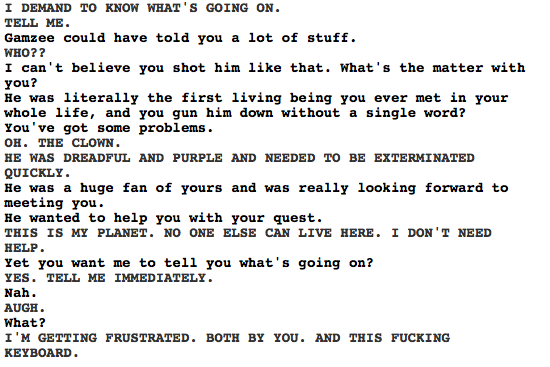 I DEMAND TO KNOW WHAT'S GOING ON.
TELL ME.
Gamzee could have told you a lot of stuff.
WHO??
I can't believe you shot him like that. What's the matter with
you?
He was literally the first living being you ever met in your
whole life, and you gun him down without a single word?
You've got some problems.
OH. THE CLOWN.
HE WAS DREADFUL AND PURPLE AND NEEDED TO BE EXTERMINATED
QUICKLY.
He was a huge fan of yours and was really looking forward to
meeting you.
He wanted to help you with your quest.
THIS IS MY PLANET. NO ONE ELSE CAN LIVE HERE. I DON'T NEED
HELP.
Yet you want me to tell you what's going on?
YES. TELL ME IMMEDIATELY.
Nah.
AUGH.
What?
I'M GETTING FRUSTRATED. BOTH BY YOU. AND THIS FUCKING
KEYBOARD.